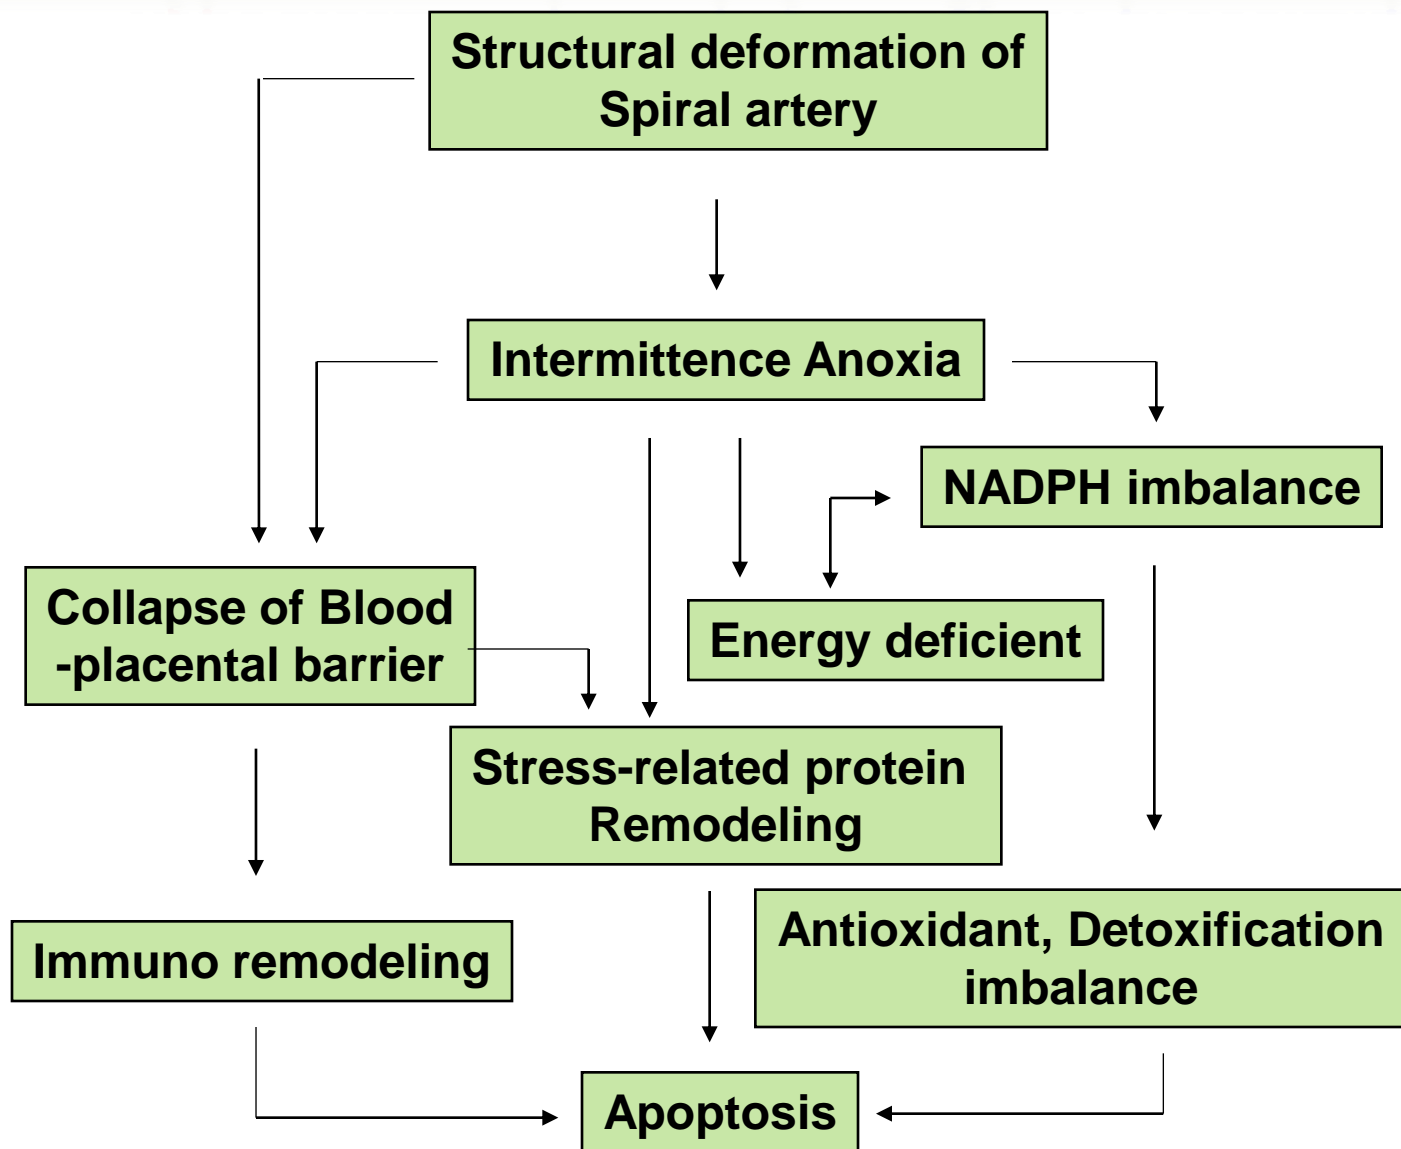 Structural deformation of
Spiral artery
Intermittence Anoxia
NADPH imbalance
Collapse of Blood
-placental barrier
Energy deficient
Stress-related protein
Remodeling
Immuno remodeling
Antioxidant, Detoxification
imbalance
Apoptosis